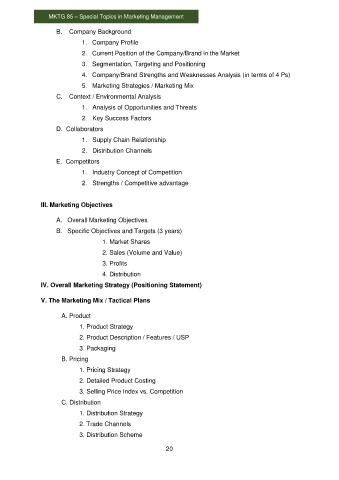 MKTG 85 – Special Topics in Marketing Management
B. Company Background
1. Company Profile
2. Current Position of the Company/Brand in the Market
3. Segmentation, Targeting and Positioning
4. Company/Brand Strengths and Weaknesses Analysis (in terms of 4 Ps)
5. Marketing Strategies / Marketing Mix
C. Context / Environmental Analysis
1. Analysis of Opportunities and Threats
2. Key Success Factors
D. Collaborators
1. Supply Chain Relationship
2. Distribution Channels
E. Competitors
1. Industry Concept of Competition
2. Strengths / Competitive advantage
III. Marketing Objectives
A. Overall Marketing Objectives
B. Specific Objectives and Targets (3 years)
1. Market Shares
2. Sales (Volume and Value)
3. Profits
4. Distribution
IV. Overall Marketing Strategy (Positioning Statement)
V. The Marketing Mix / Tactical Plans
A. Product
1. Product Strategy
2. Product Description / Features / USP
3. Packaging
B. Pricing
1. Pricing Strategy
2. Detailed Product Costing
3. Selling Price Index vs. Competition
C. Distribution
1. Distribution Strategy
2. Trade Channels
3. Distribution Scheme
20